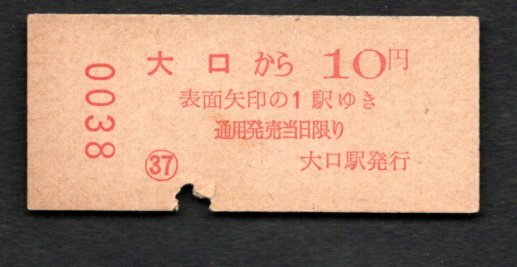 大口から 10円
表面矢印の1駅ゆき
通用発売当日限り
大口駅発行
㊲
0038